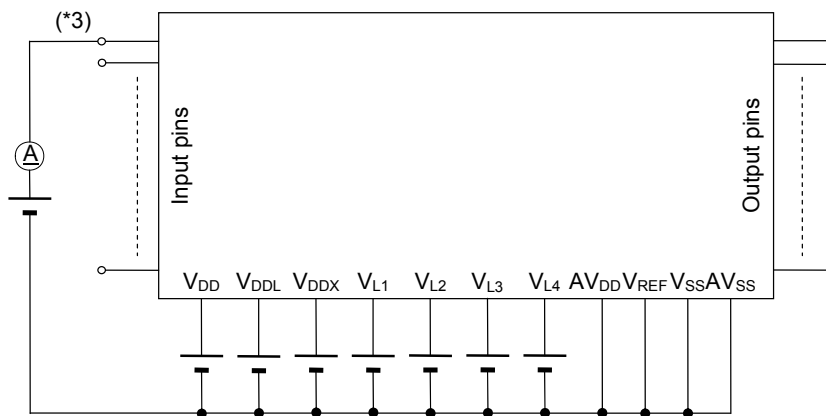 (*3)
A
Input pins
Output pins
VDD VDDL VDDX VL1 VL2 VL3 VL4 AVDD VREF VSS AVSS